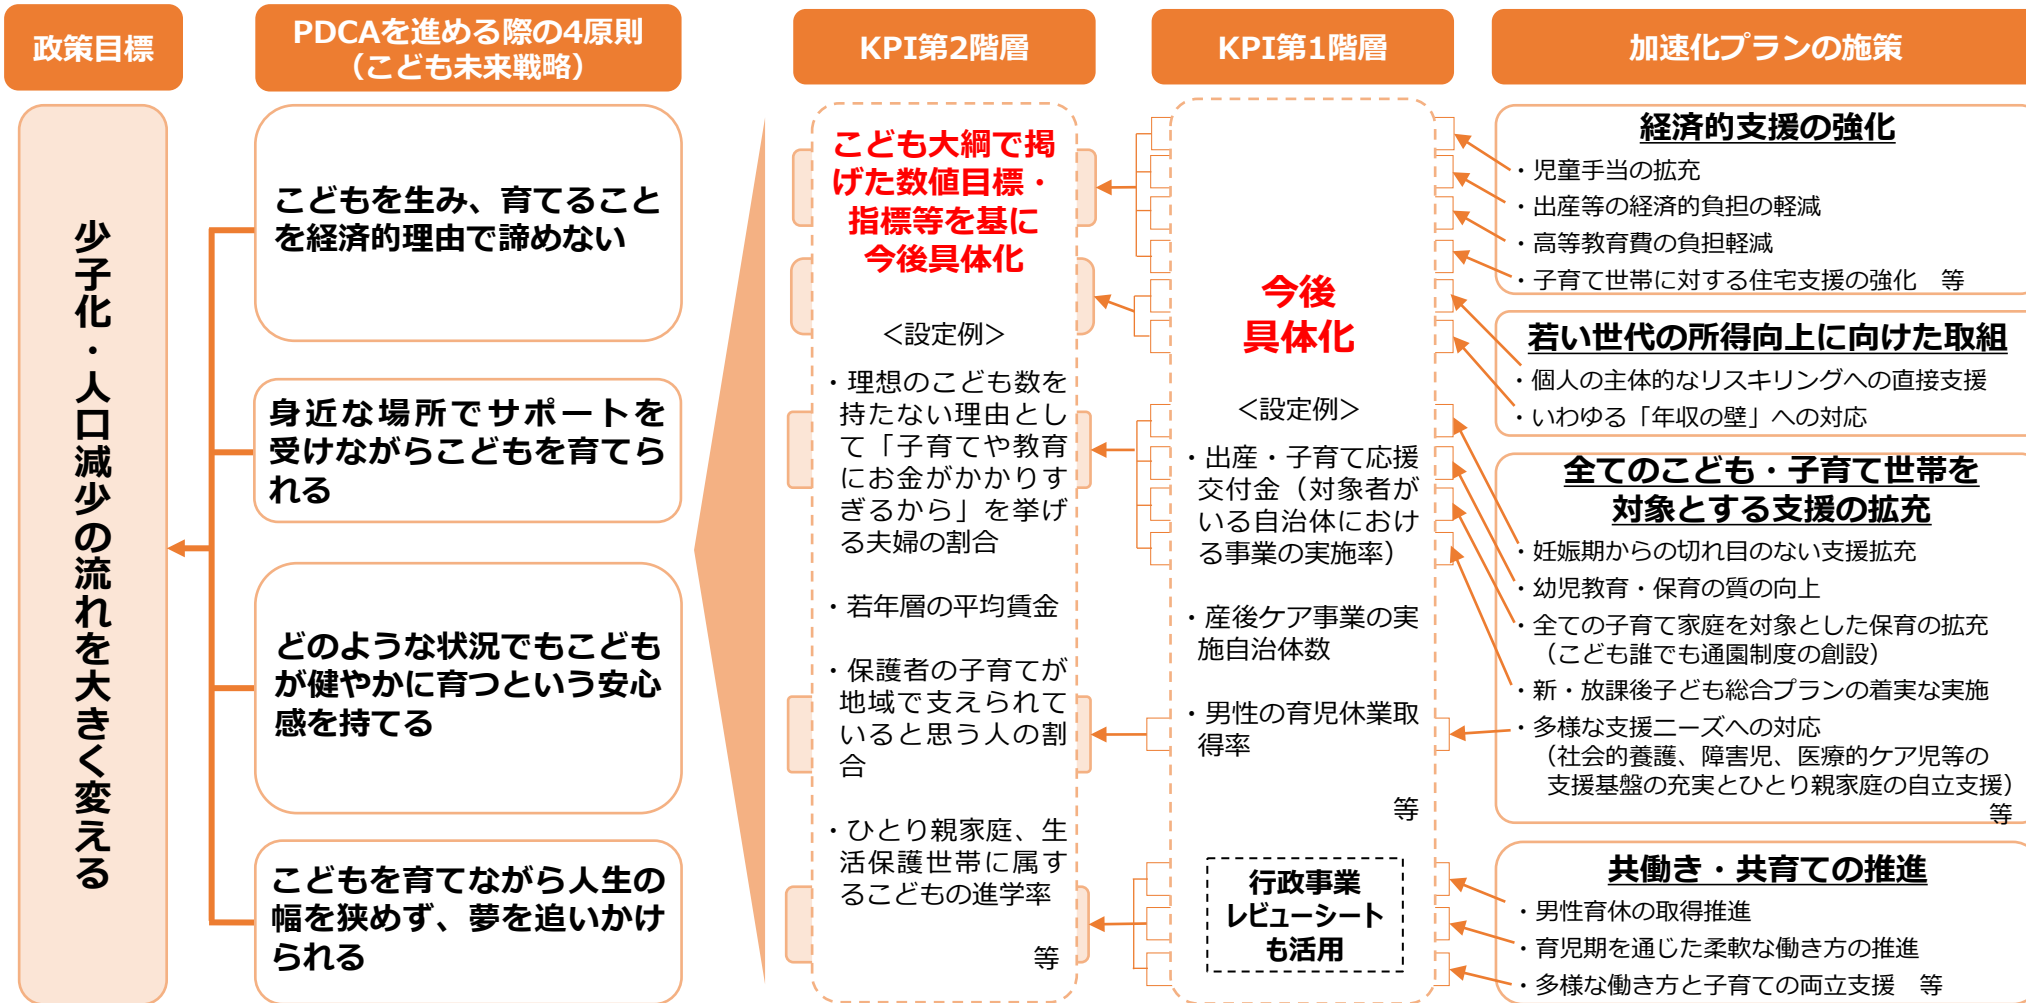 政策目標
PDCAを進める際の4原則
（こども未来戦略）
KPI第2階層
KPI第1階層
加速化プランの施策
少子化・人口減少の流れを大きく変える
こどもを生み、育てること
を経済的理由で諦めない
身近な場所でサポートを
受けながらこどもを育てら
れる
どのような状況でもこども
が健やかに育つという安心
感を持てる
こどもを育てながら人生の
幅を狭めず、夢を追いかけ
られる
こども大綱で掲
げた数値目標・
指標等を基に
今後具体化
＜設定例＞
・理想のこども数を
持たない理由とし
て「子育てや教育
にお金がかかりす
ぎるから」を挙げ
る夫婦の割合
・若年層の平均賃金
・保護者の子育てが
地域で支えられて
いると思う人の割
合
・ひとり親家庭、生
活保護世帯に属す
るこどもの進学率
等
今後
具体化
＜設定例＞
・出産・子育て応援
交付金（対象者が
いる自治体におけ
る事業の実施率）
・産後ケア事業の実
施自治体数
・男性の育児休業取
得率
等
行政事業
レビューシート
も活用
経済的支援の強化
・児童手当の拡充
・出産等の経済的負担の軽減
・高等教育費の負担軽減
・子育て世帯に対する住宅支援の強化　等
若い世代の所得向上に向けた取組
・個人の主体的なリスキリングへの直接支援
・いわゆる「年収の壁」への対応
全てのこども・子育て世帯を
対象とする支援の拡充
・妊娠期からの切れ目のない支援拡充
・幼児教育・保育の質の向上
・全ての子育て家庭を対象とした保育の拡充
（こども誰でも通園制度の創設）
・新・放課後子ども総合プランの着実な実施
・多様な支援ニーズへの対応
（社会的養護、障害児、医療的ケア児等の
支援基盤の充実とひとり親家庭の自立支援）
等
共働き・共育ての推進
・男性育休の取得推進
・育児期を通じた柔軟な働き方の推進
・多様な働き方と子育ての両立支援　等